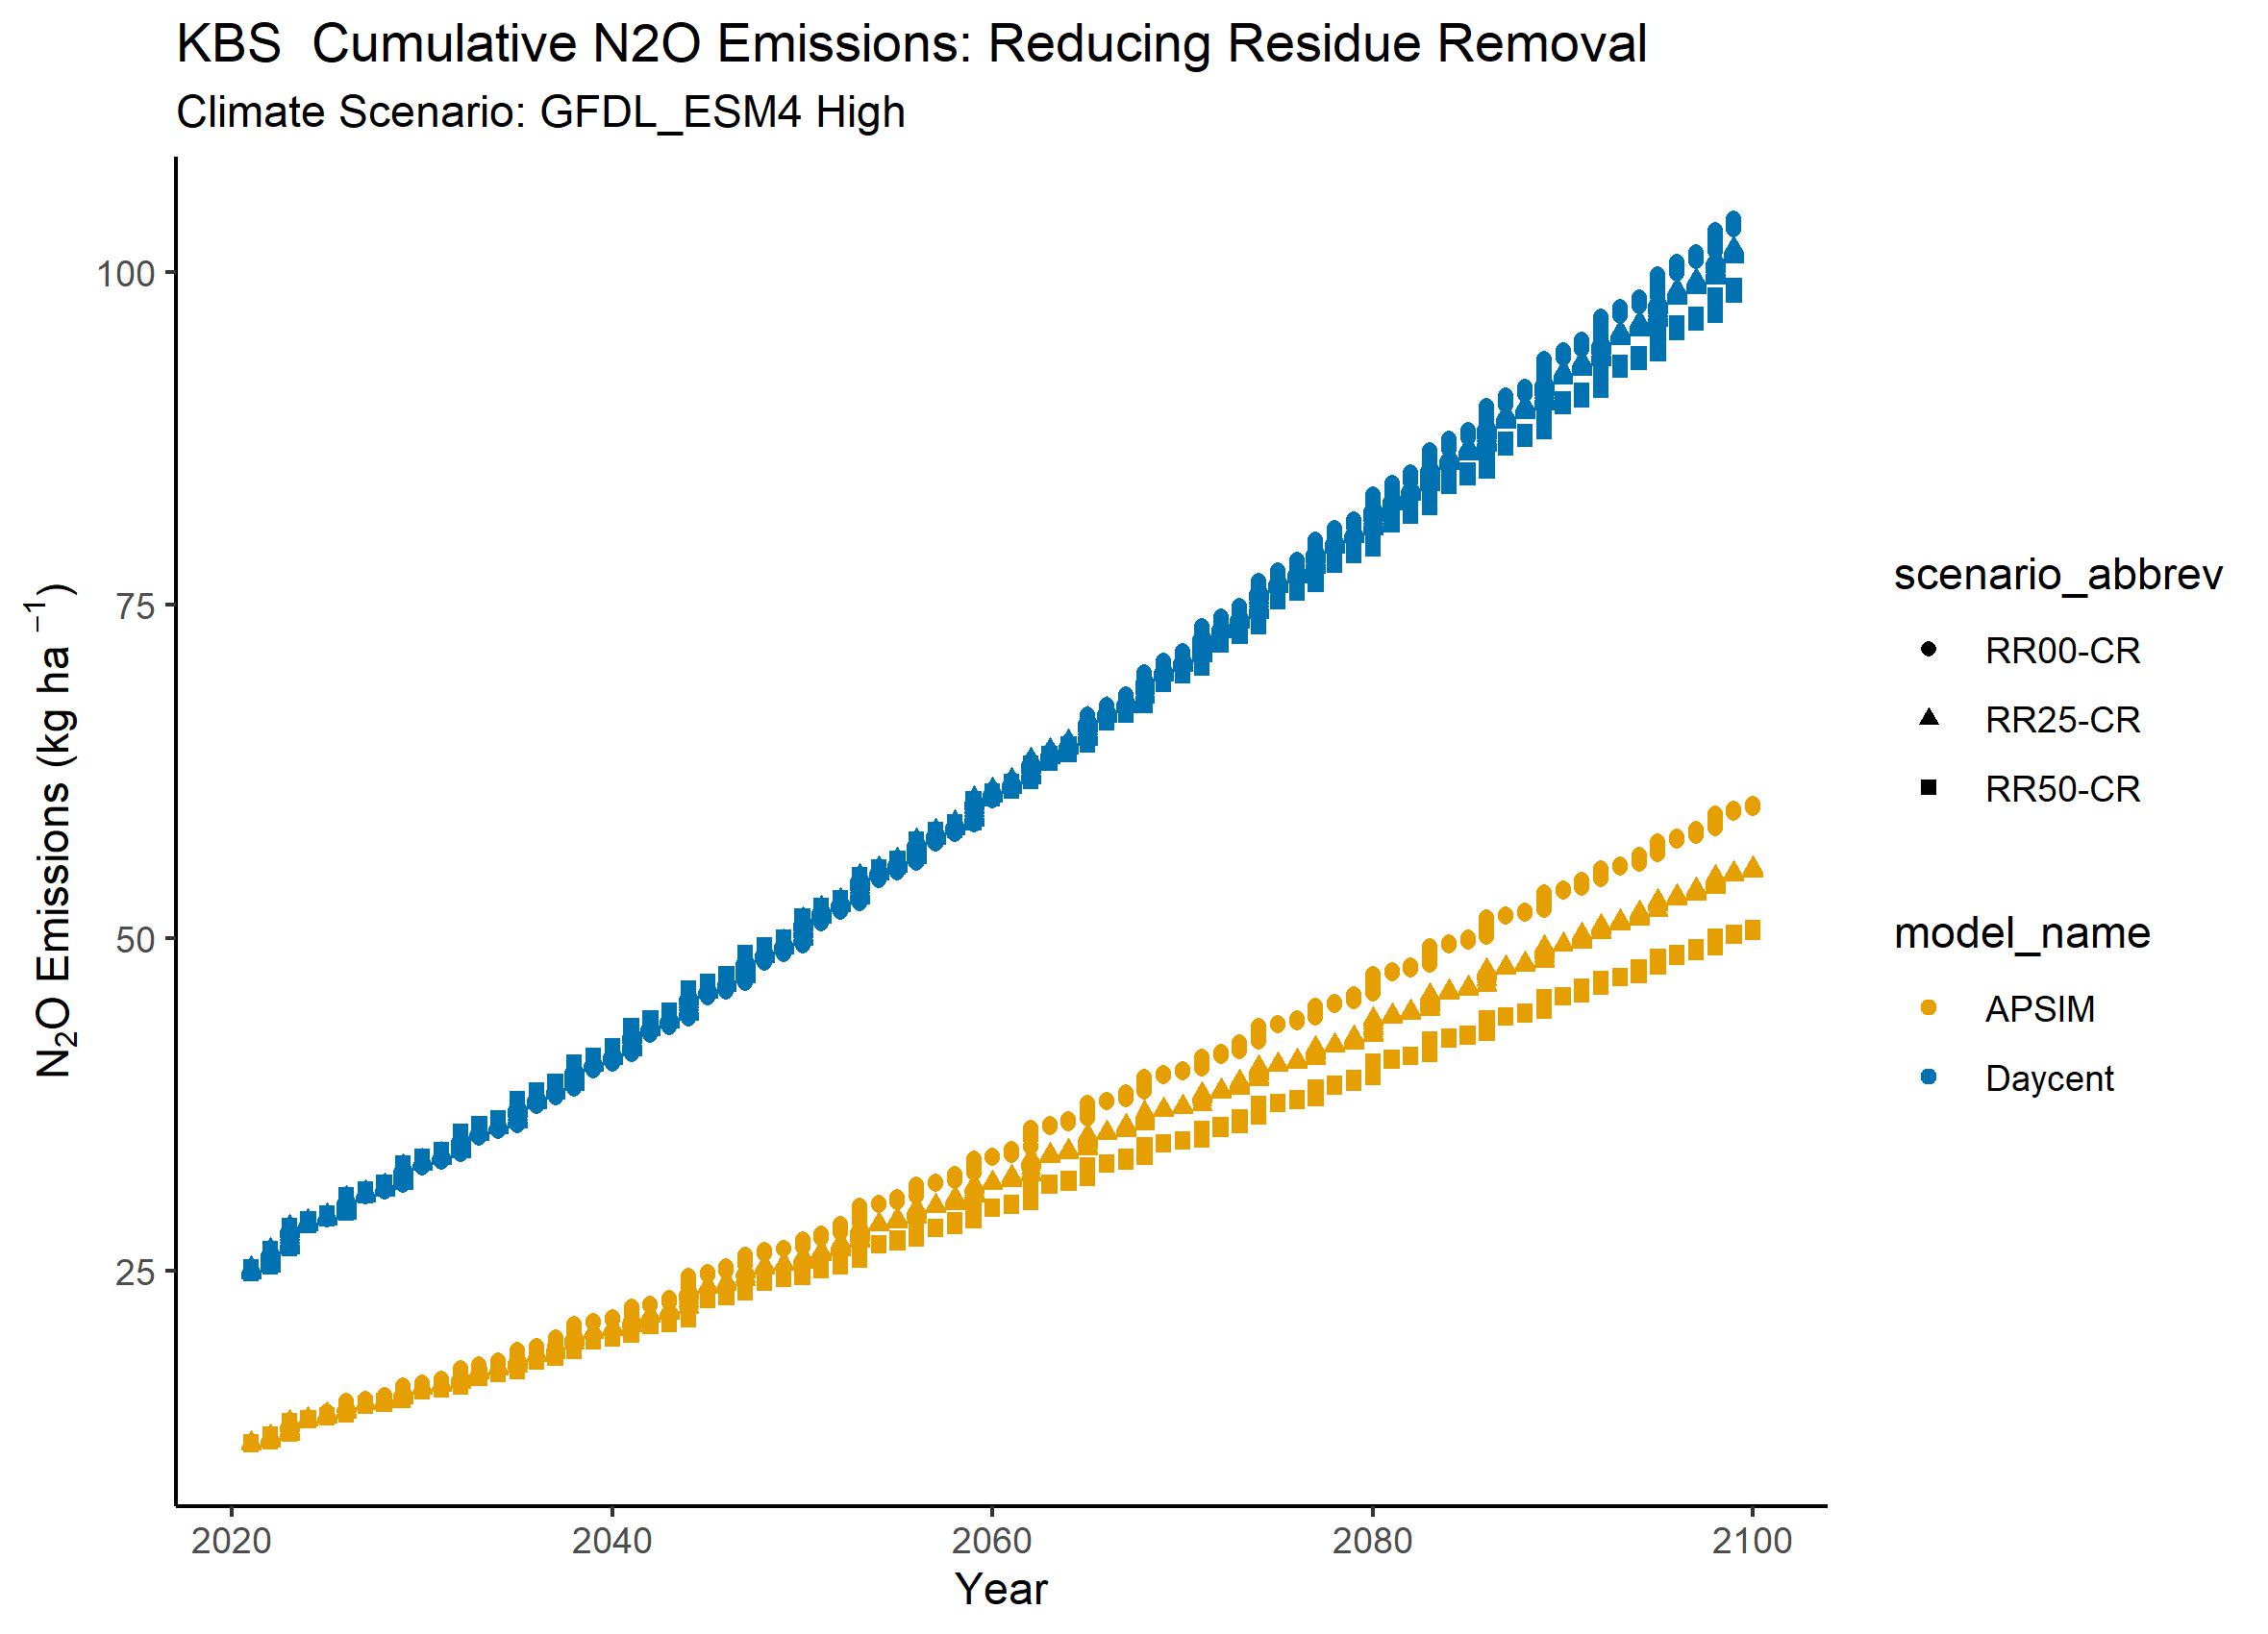 KBS  Cumulative N2O Emissions: Reducing Residue Removal
Climate Scenario: GFDL_ESM4 High
N₂O Emissions (kg ha ⁻¹)
100
75
50
25
2020
2040
2060
2080
2100
Year
scenario_abbrev
RR00-CR
RR25-CR
RR50-CR
model_name
APSIM
Daycent